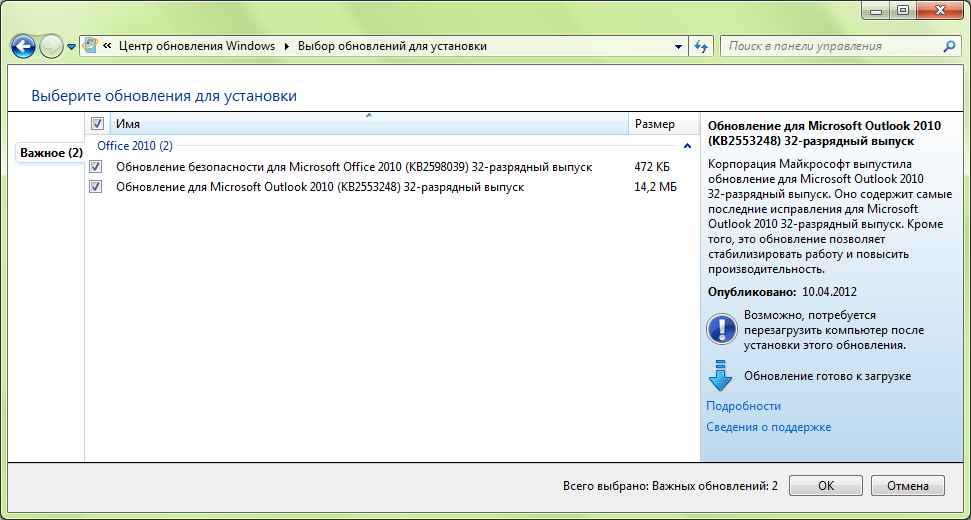 « Центр обновления Windows Выбор обновлений для установки
Поиск в панели управления
Выберите обновления для установки
Имя Размер
Важное (2)
Office 2010 (2)
Обновление безопасности для Microsoft Office 2010 (KB2598039) 32-разрядный выпуск 472 КБ
Обновление для Microsoft Outlook 2010 (KB2553248) 32-разрядный выпуск 14,2 МБ
Обновление для Microsoft Outlook 2010
(KB2553248) 32-разрядный выпуск
Корпорация Майкрософт выпустила
обновление для Microsoft Outlook 2010
32-разрядный выпуск. Оно содержит самые
последние исправления для Microsoft
Outlook 2010 32-разрядный выпуск. Кроме
того, это обновление позволяет
стабилизировать работу и повысить
производительность.
Опубликовано: 10.04.2012
Возможно, потребуется
перезагрузить компьютер после
установки этого обновления.
Обновление готово к загрузке
Подробности
Сведения о поддержке
Всего выбрано: Важных обновлений: 2
ОК
Отмена